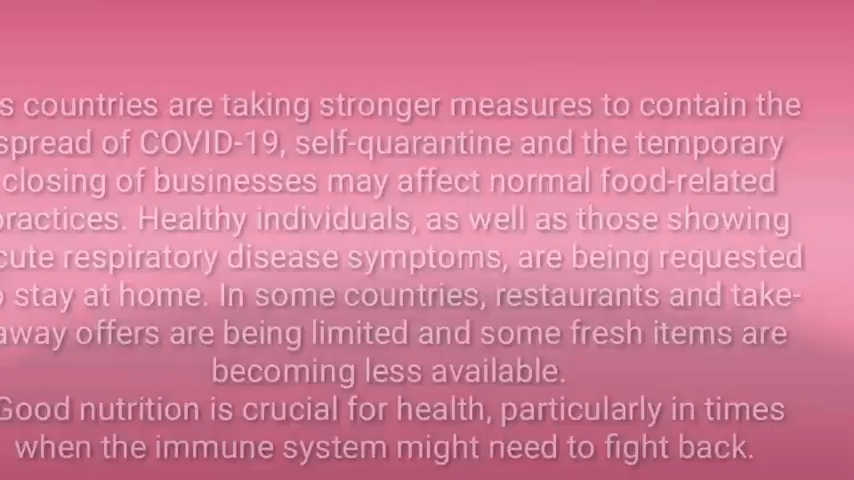 s countries are taking stronger measures to contain the
spread of COVID-19, self-quarantine and the temporary
closing of businesses may affect normal food-related
practices. Healthy individuals, as well as those showing
cute respiratory disease symptoms, are being requested
o stay at home. In some countries, restaurants and take-
away offers are being limited and some fresh items are
becoming less available.
Good nutrition is crucial for health, particularly in times
when the immune system might need to fight back.